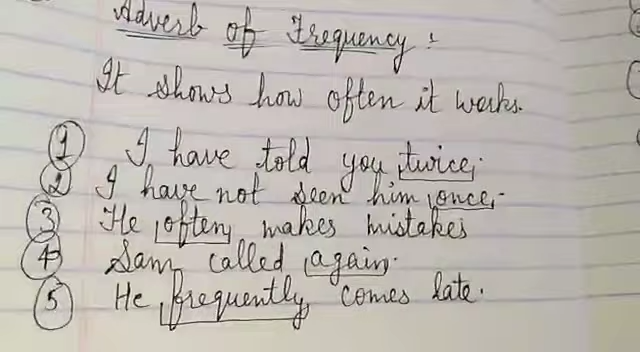 Adverb of Frequency :
It shows how often it works.
1 I have told you twice.
2 I have not seen him once.
3 He often makes mistakes
4 Sam called again.
5 He frequently comes late.